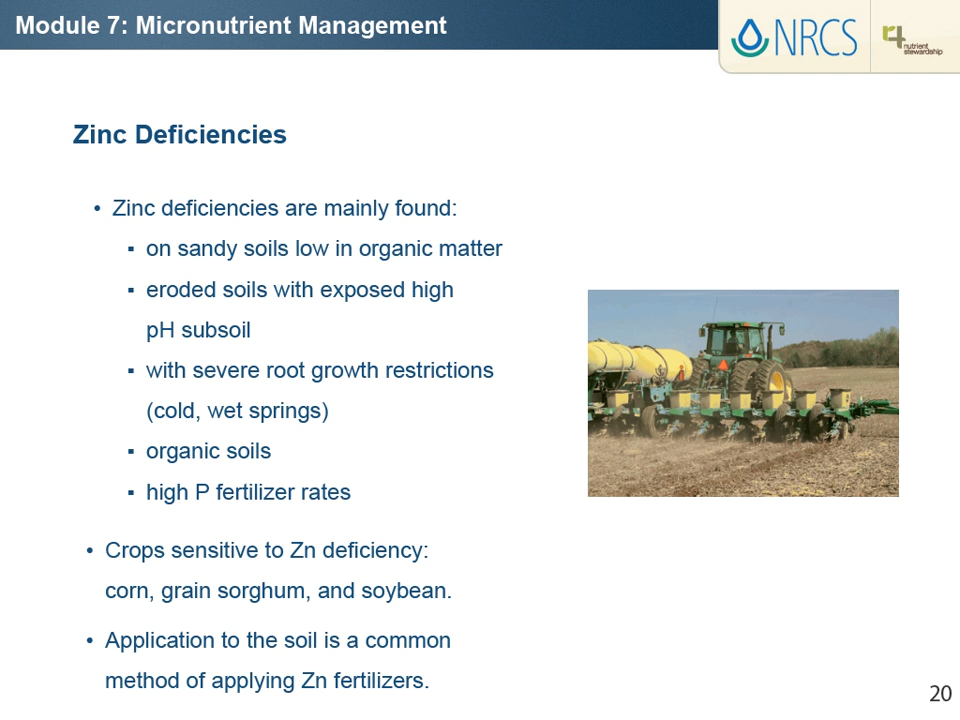 Module 7: Micronutrient Management
NRCS
r4
nutrient
stewardship
Zinc Deficiencies
• Zinc deficiencies are mainly found:
▪ on sandy soils low in organic matter
▪ eroded soils with exposed high
pH subsoil
▪ with severe root growth restrictions
(cold, wet springs)
▪ organic soils
▪ high P fertilizer rates
• Crops sensitive to Zn deficiency:
corn, grain sorghum, and soybean.
• Application to the soil is a common
method of applying Zn fertilizers.
20